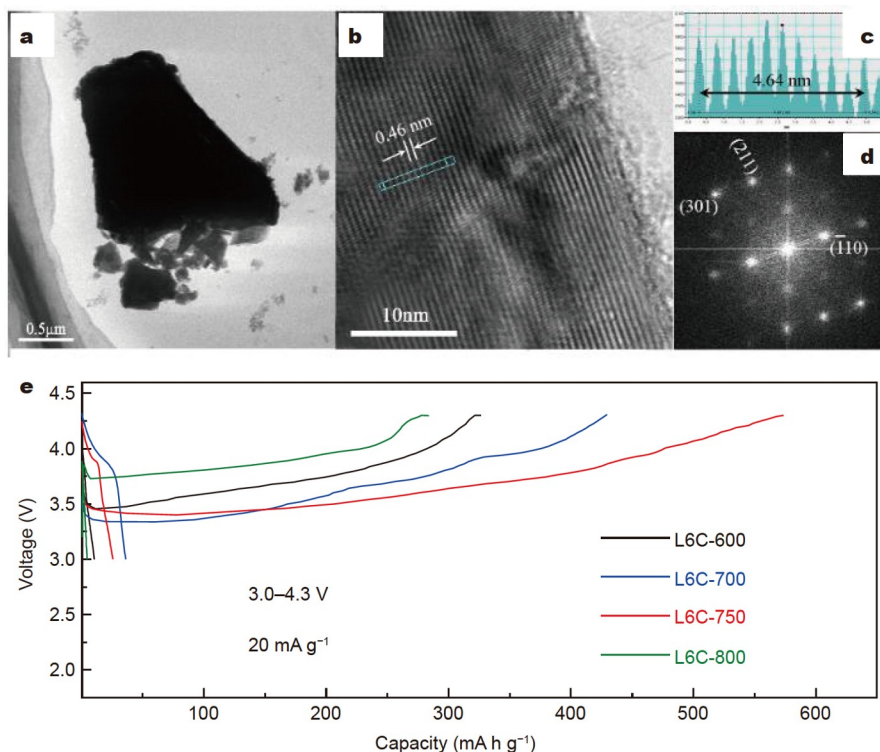 a
b
c
d
0.5μm
0.46 nm
10nm
4.64 nm
(211)
(301)
(1̄10)
e
4.5
4.0
3.5
3.0
2.5
2.0
Voltage (V)
3.0–4.3 V
20 mA g⁻¹
L6C-600
L6C-700
L6C-750
L6C-800
100 200 300 400 500 600
Capacity (mA h g⁻¹)